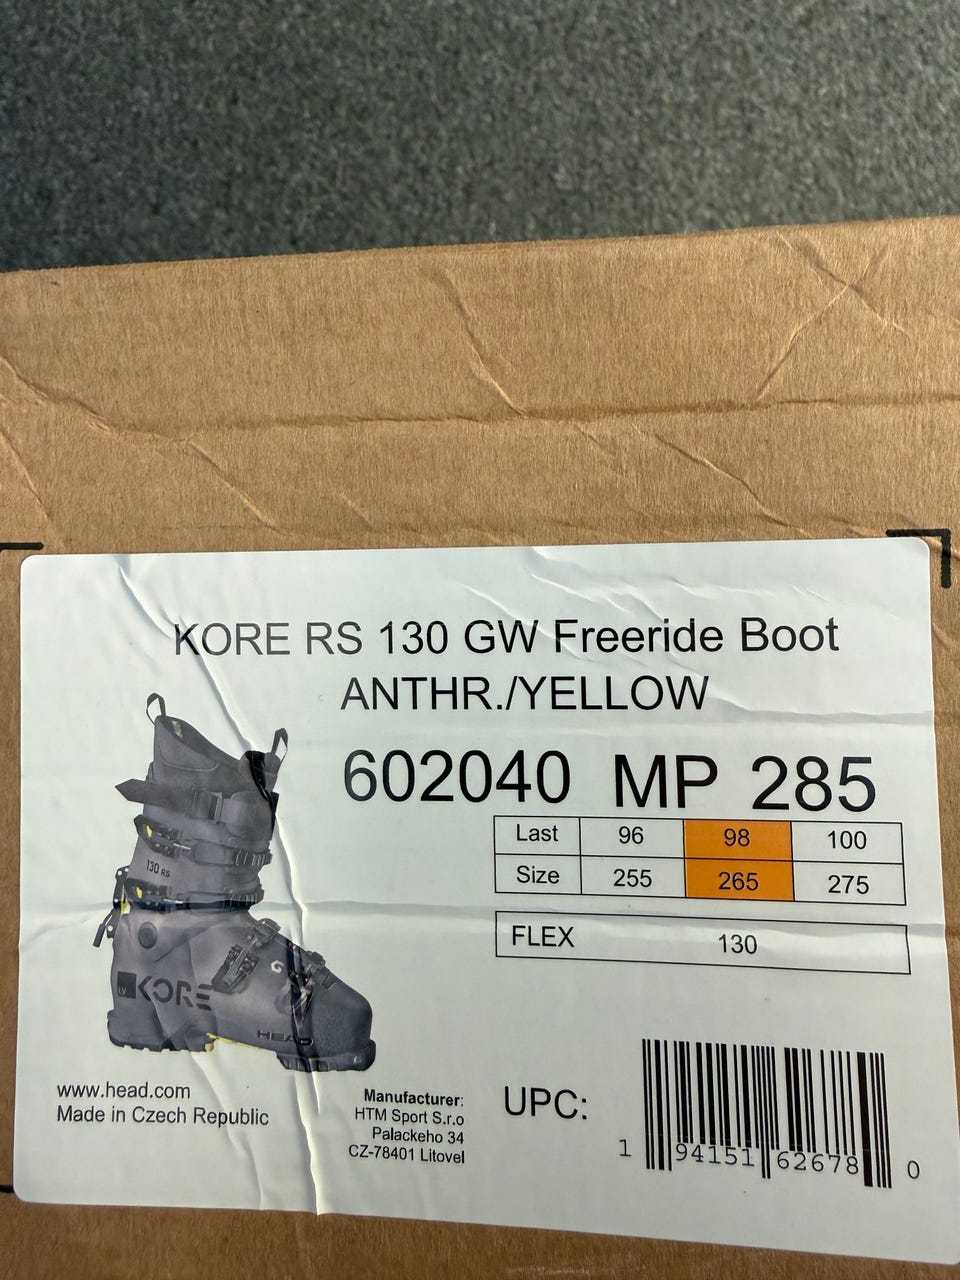 KORE RS 130 GW Freeride Boot
ANTHR./YELLOW
602040 MP 285
Last 96 98 100
Size 255 265 275
FLEX 130
130 RS
LV KORE
HEAD
www.head.com
Made in Czech Republic
Manufacturer:
HTM Sport S.r.o
Palackeho 34
CZ-78401 Litovel
UPC:
1 94151 62678 0